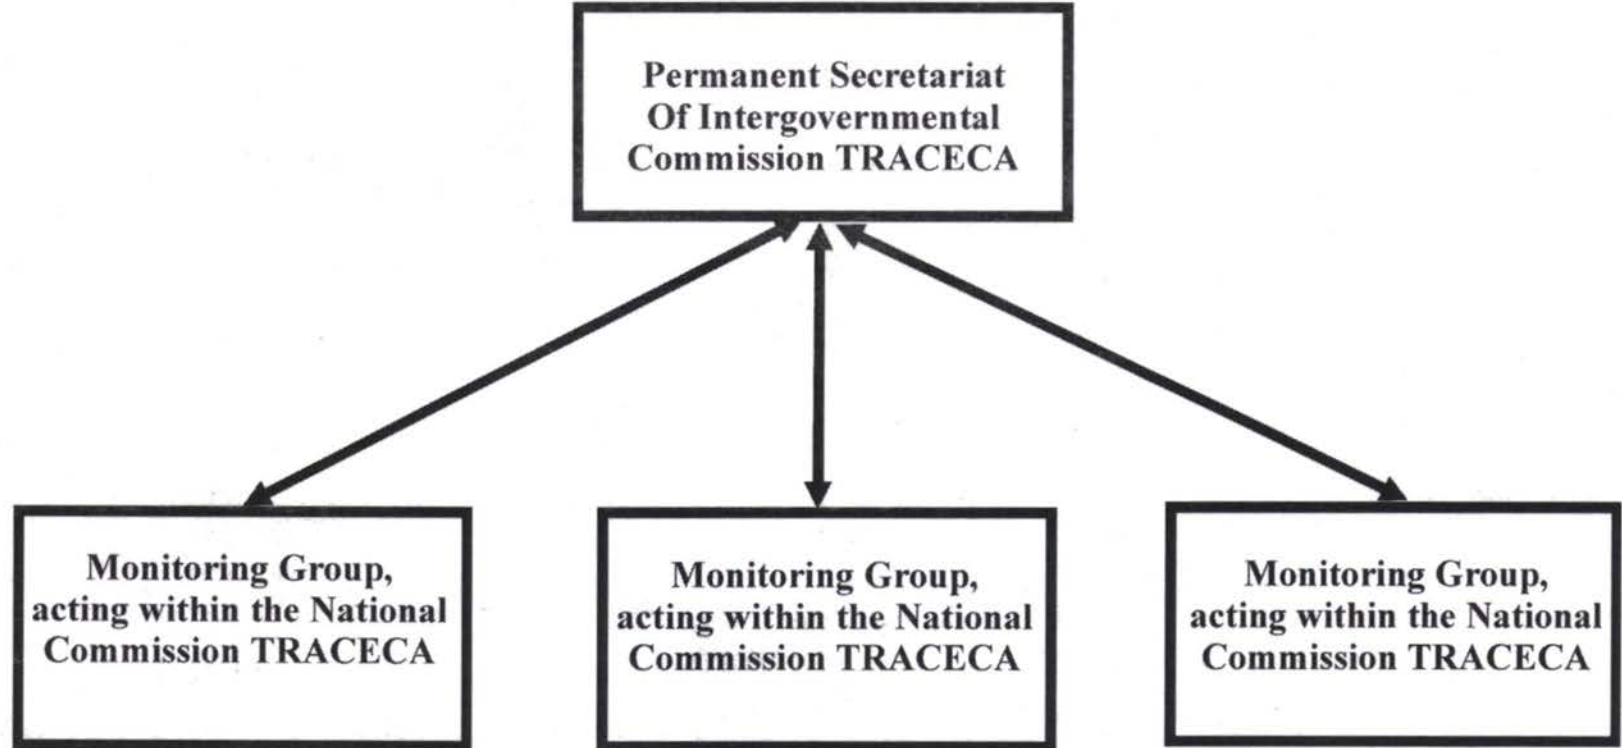 Permanent Secretariat
Of Intergovernmental
Commission TRACECA
Monitoring Group,
acting within the National
Commission TRACECA
Monitoring Group,
acting within the National
Commission TRACECA
Monitoring Group,
acting within the National
Commission TRACECA